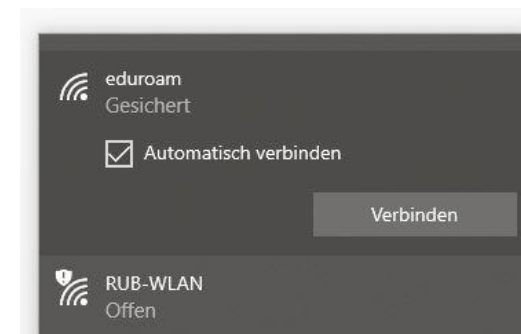 eduroam
Gesichert
Automatisch verbinden
Verbinden
RUB-WLAN
Offen